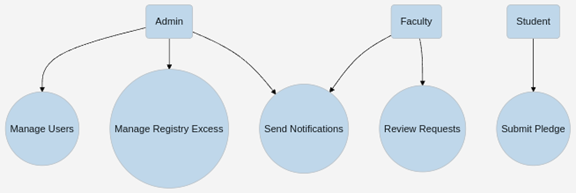 Admin
Faculty
Student
Manage Users
Manage Registry Excess
Send Notifications
Review Requests
Submit Pledge